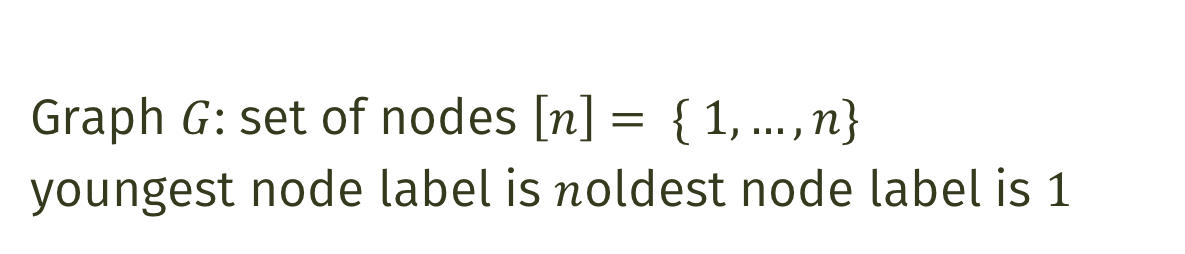 Graph G: set of nodes [n] = { 1, ... , n}
youngest node label is noldest node label is 1